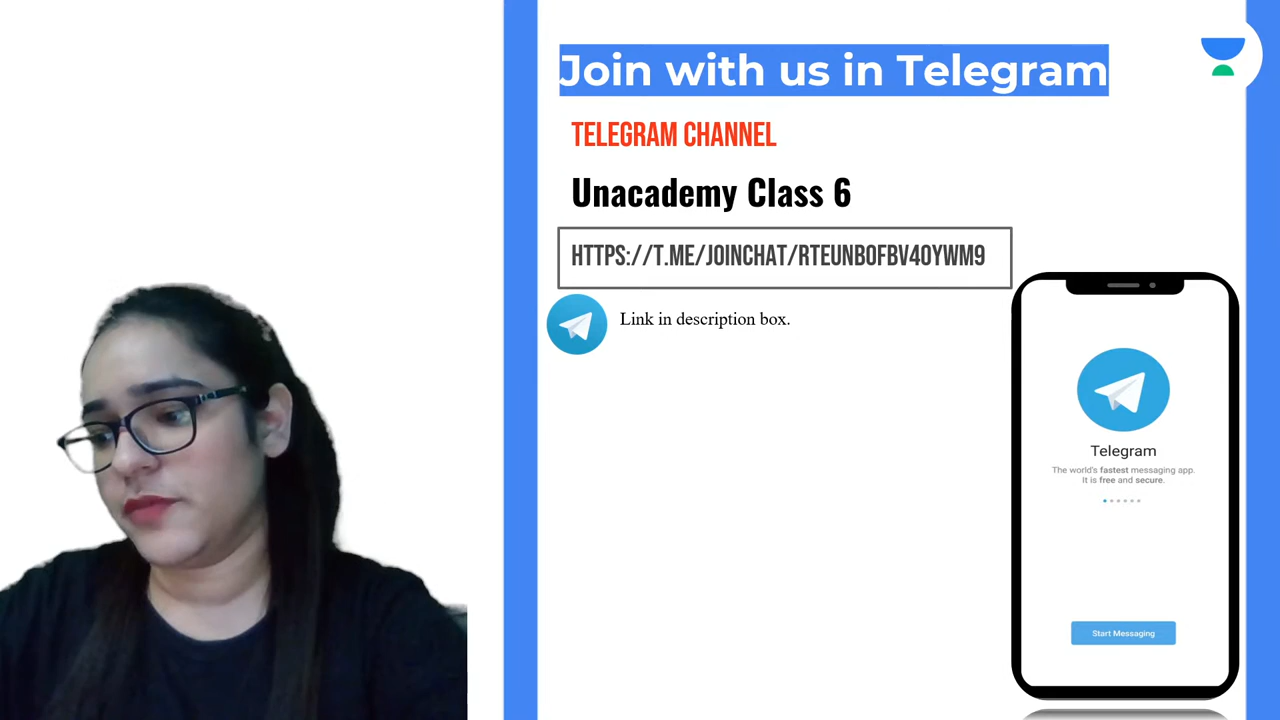 Join with us in Telegram
TELEGRAM CHANNEL
Unacademy Class 6
HTTPS://T.ME/JOINCHAT/RTEUNBOFBV4OYWM9
Link in description box.
Telegram
The world's fastest messaging app.
It is free and secure.
Start Messaging